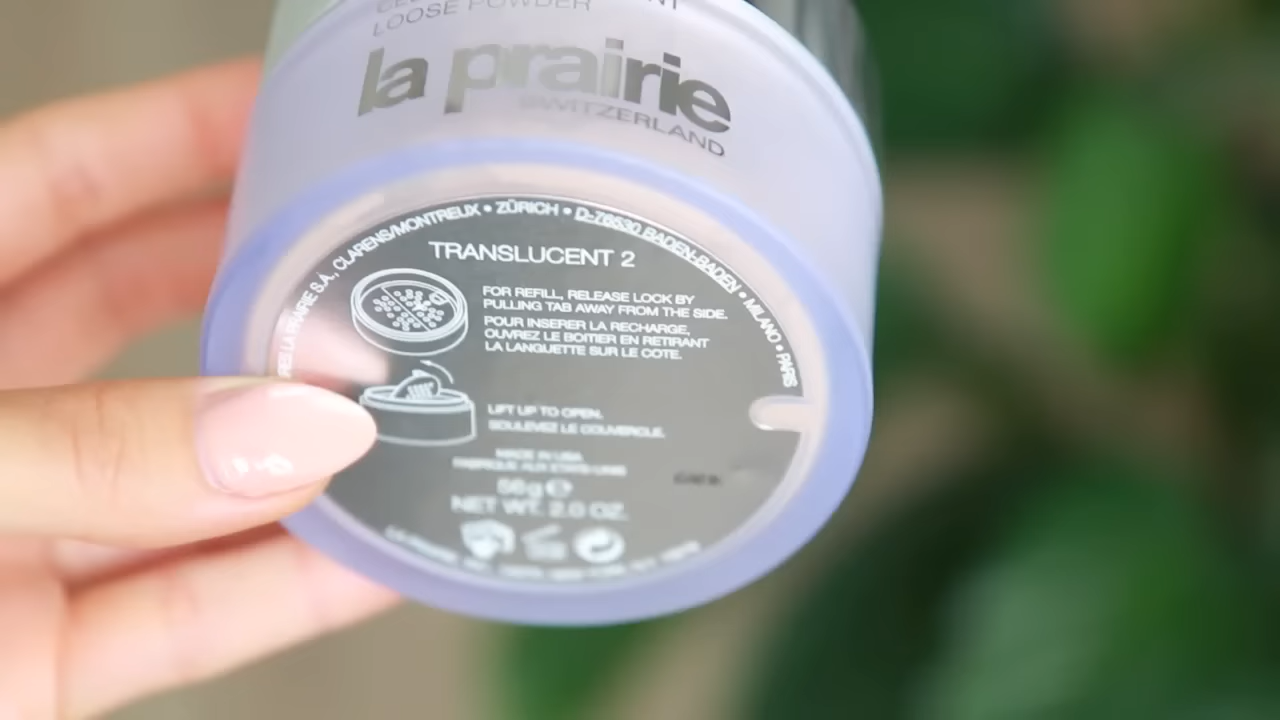 LOOSE POWDER
la prairie
SWITZERLAND
LA PRAIRIE S.A., CLARENS/MONTREUX • ZÜRICH • D-76530 BADEN-BADEN • MILANO • PARIS
TRANSLUCENT 2
FOR REFILL, RELEASE LOCK BY
PULLING TAB AWAY FROM THE SIDE.
POUR INSERER LA RECHARGE,
OUVREZ LE BOITIER EN RETIRANT
LA LANGUETTE SUR LE COTE.
LIFT UP TO OPEN.
SOULEVEZ LE COUVERCLE.
MADE IN USA
FABRIQUE AUX ETATS-UNIS
56g e
NET WT. 2.0 OZ.